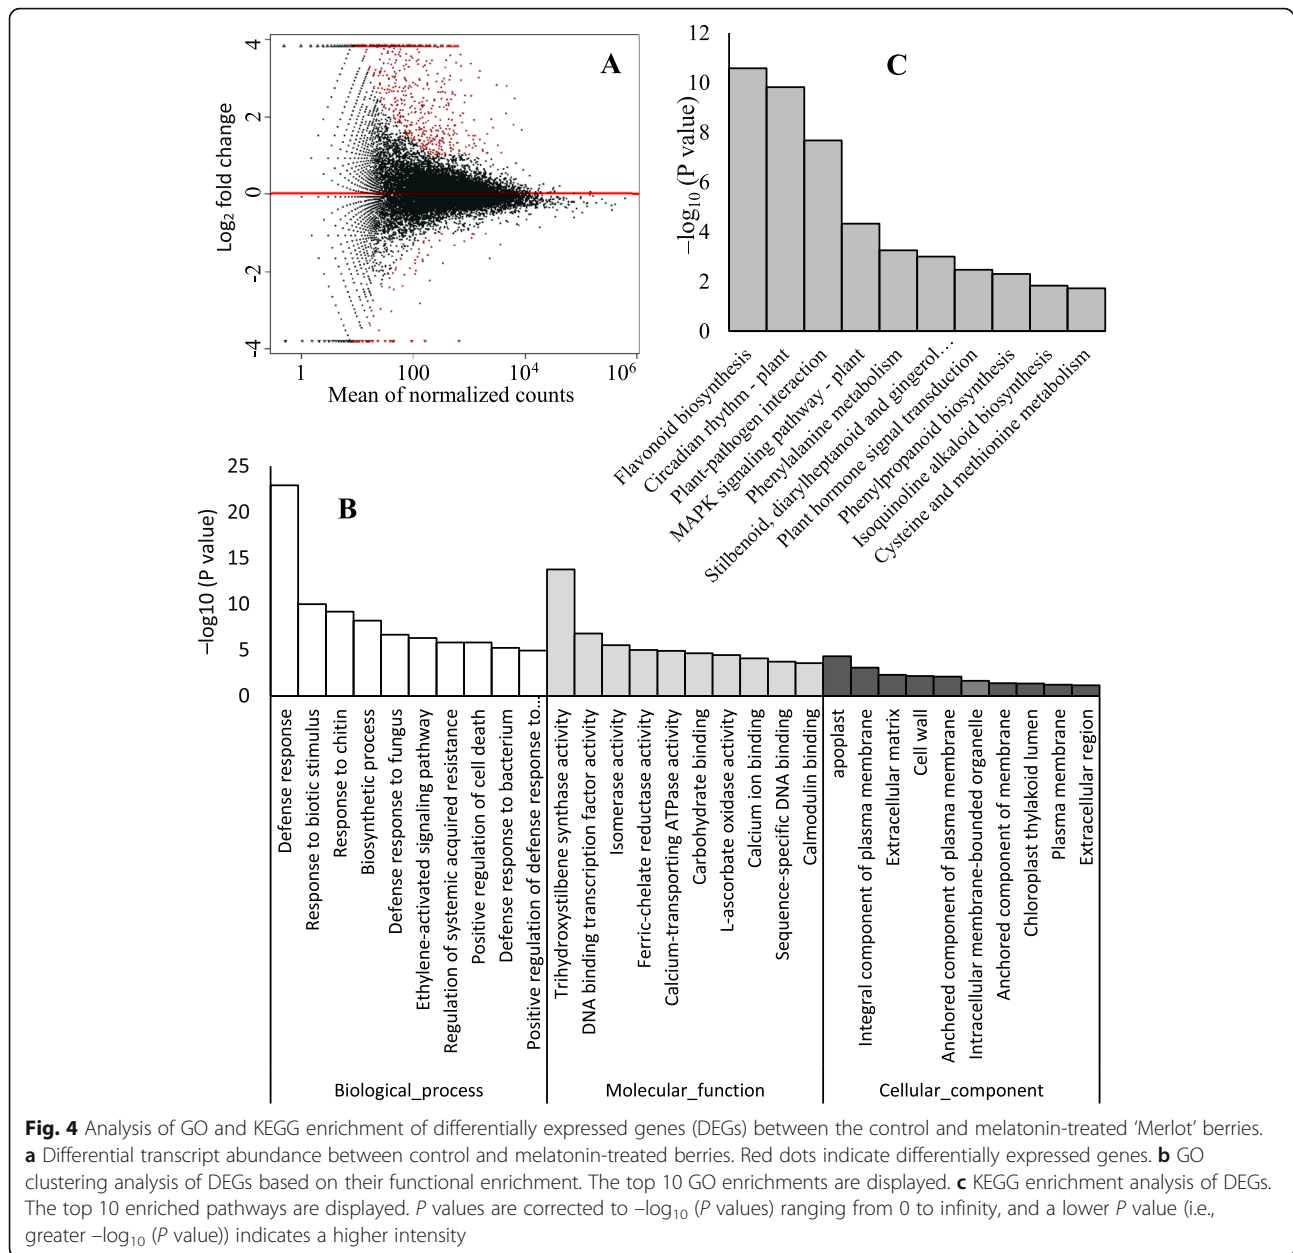 A
4
2
0
-2
-4
Log2 fold change
1
100
10^4
10^6
Mean of normalized counts
C
12
10
8
6
4
2
0
–log10 (P value)
Flavonoid biosynthesis
Circadian rhythm - plant
Plant-pathogen interaction
MAPK signaling pathway - plant
Phenylalanine metabolism
Stilbenoid, diarylheptanoid and gingerol…
Plant hormone signal transduction
Phenylpropanoid biosynthesis
Isoquinoline alkaloid biosynthesis
Cysteine and methionine metabolism
B
25
20
15
10
5
0
–log10 (P value)
Defense response
Response to biotic stimulus
Response to chitin
Biosynthetic process
Defense response to fungus
Ethylene-activated signaling pathway
Regulation of systemic acquired resistance
Positive regulation of cell death
Defense response to bacterium
Positive regulation of defense response to…
Trihydroxystilbene synthase activity
DNA binding transcription factor activity
Isomerase activity
Ferric-chelate reductase activity
Calcium-transporting ATPase activity
Carbohydrate binding
L-ascorbate oxidase activity
Calcium ion binding
Sequence-specific DNA binding
Calmodulin binding
apoplast
Integral component of plasma membrane
Extracellular matrix
Cell wall
Anchored component of plasma membrane
Intracellular membrane-bounded organelle
Anchored component of membrane
Chloroplast thylakoid lumen
Plasma membrane
Extracellular region
Biological_process
Molecular_function
Cellular_component
Fig. 4 Analysis of GO and KEGG enrichment of differentially expressed genes (DEGs) between the control and melatonin-treated ‘Merlot’ berries.
a Differential transcript abundance between control and melatonin-treated berries. Red dots indicate differentially expressed genes. b GO
clustering analysis of DEGs based on their functional enrichment. The top 10 GO enrichments are displayed. c KEGG enrichment analysis of DEGs.
The top 10 enriched pathways are displayed. P values are corrected to –log10 (P values) ranging from 0 to infinity, and a lower P value (i.e.,
greater –log10 (P value)) indicates a higher intensity